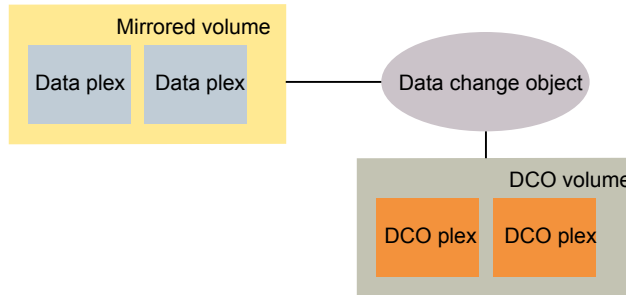 Mirrored volume
Data plex
Data plex
Data change object
DCO volume
DCO plex
DCO plex